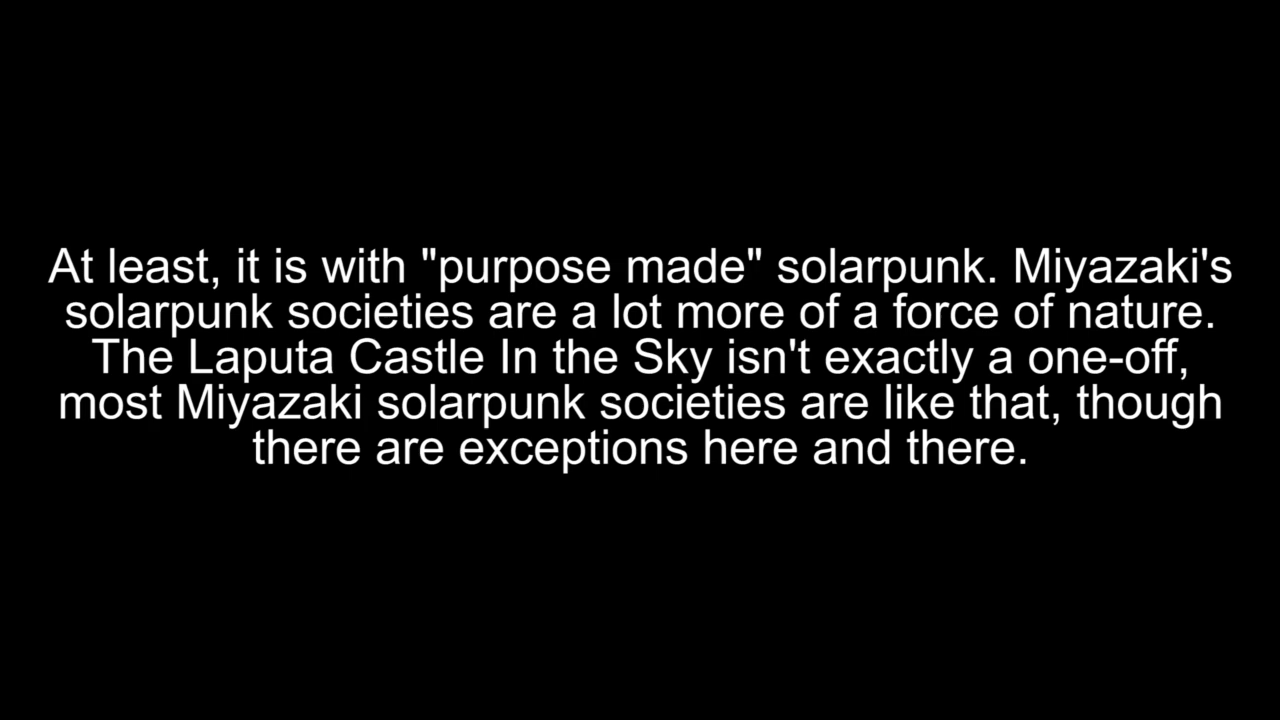 At least, it is with "purpose made" solarpunk. Miyazaki's
solarpunk societies are a lot more of a force of nature.
The Laputa Castle In the Sky isn't exactly a one-off,
most Miyazaki solarpunk societies are like that, though
there are exceptions here and there.